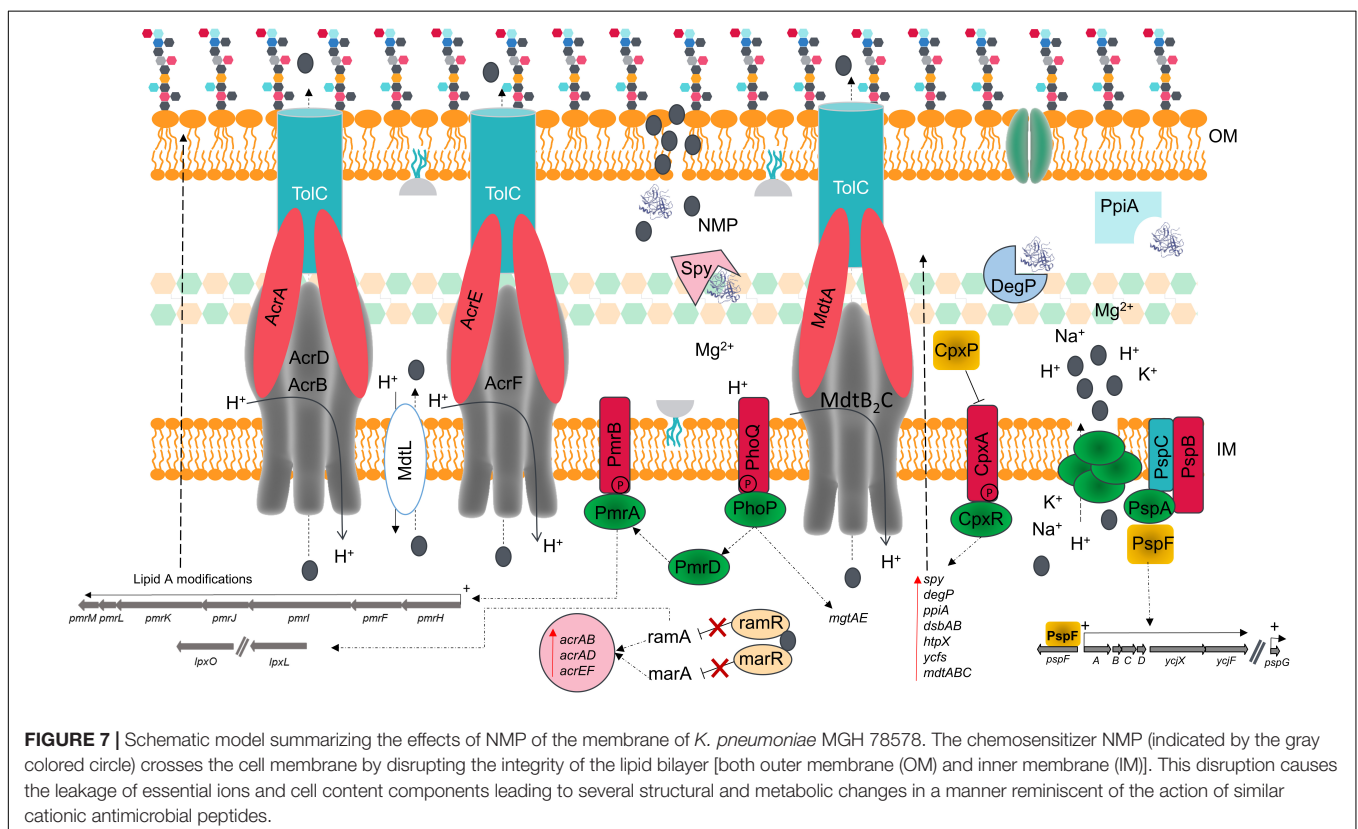 OM
TolC
TolC
TolC
PpiA
NMP
Spy
DegP
AcrA
AcrE
MdtA
Mg2+
Na+
H+
H+
K+
Mg2+
CpxP
AcrD
AcrB
AcrF
MdtB2C
H+
H+
H+
H+
MdtL
PmrB
PhoQ
CpxA
PspC
PspB
IM
P
P
P
PmrA
PhoP
CpxR
PspA
PspF
K+
Na+
H+
H+
H+
H+
PmrD
Lipid A modifications
+
pmrM
pmrL
pmrK
pmrJ
pmrI
pmrF
pmrH
lpxO
lpxL
acrAB
acrAD
acrEF
ramA
marA
ramR
marR
mgtAE
spy
degP
ppiA
dsbAB
htpX
ycfs
mdtABC
PspF
+
+
pspF
A
B
C
D
ycjX
ycjF
pspG
FIGURE 7 | Schematic model summarizing the effects of NMP of the membrane of K. pneumoniae MGH 78578. The chemosensitizer NMP (indicated by the gray
colored circle) crosses the cell membrane by disrupting the integrity of the lipid bilayer [both outer membrane (OM) and inner membrane (IM)]. This disruption causes
the leakage of essential ions and cell content components leading to several structural and metabolic changes in a manner reminiscent of the action of similar
cationic antimicrobial peptides.